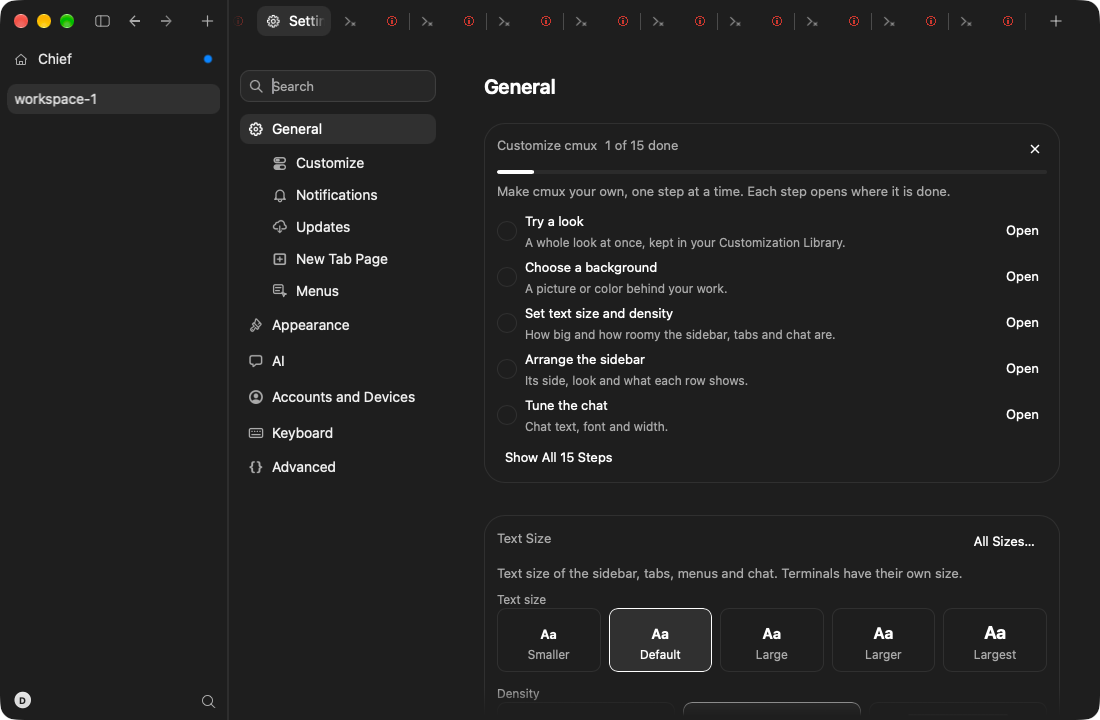 Settin
Chief
workspace-1
Search
General
Customize
Notifications
Updates
New Tab Page
Menus
Appearance
AI
Accounts and Devices
Keyboard
Advanced
D
General
Customize cmux 1 of 15 done
Make cmux your own, one step at a time. Each step opens where it is done.
Try a look
A whole look at once, kept in your Customization Library.
Open
Choose a background
A picture or color behind your work.
Open
Set text size and density
How big and how roomy the sidebar, tabs and chat are.
Open
Arrange the sidebar
Its side, look and what each row shows.
Open
Tune the chat
Chat text, font and width.
Open
Show All 15 Steps
Text Size
All Sizes...
Text size of the sidebar, tabs, menus and chat. Terminals have their own size.
Text size
Aa Aa Aa Aa Aa
Smaller Default Large Larger Largest
Density